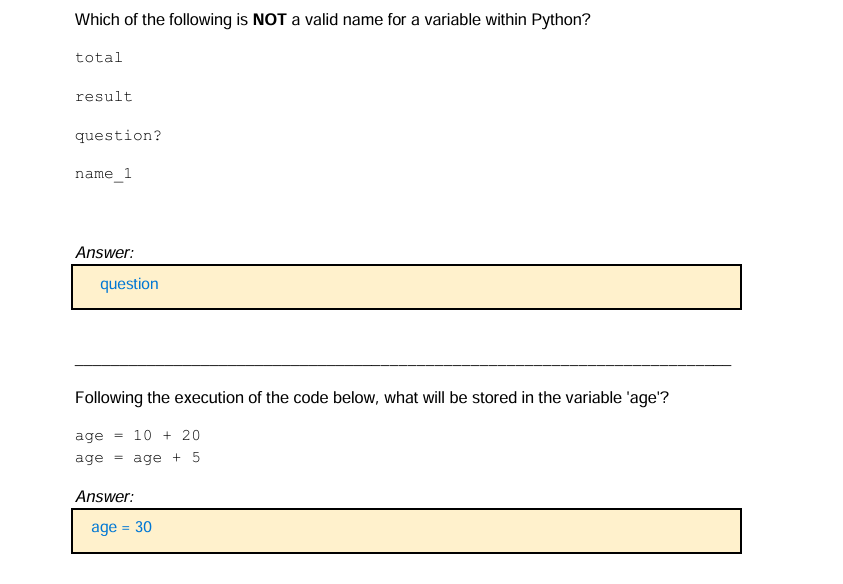 Which of the following is NOT a valid name for a variable within Python?
total
result
question?
name_1
Answer:
question
Following the execution of the code below, what will be stored in the variable 'age'?
age = 10 + 20
age = age + 5
Answer:
age = 30